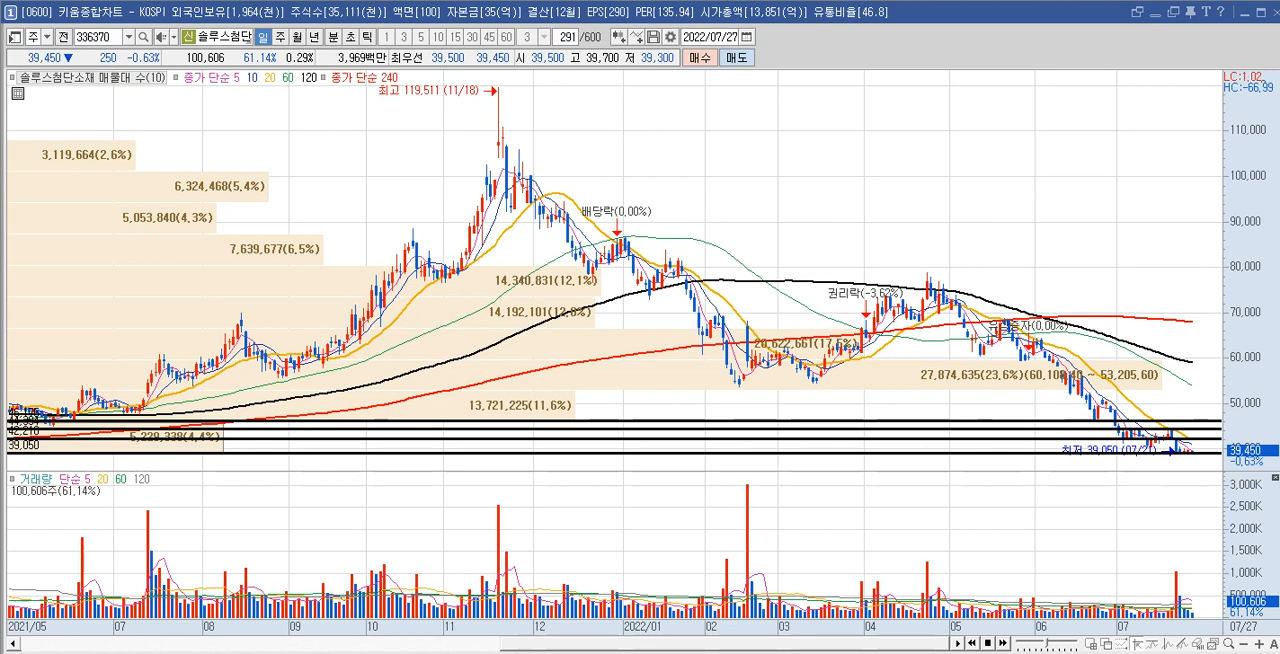 1 [0600] 키움종합차트 - KOSPI 외국인보유[1,964(천)] 주식수[35,111(천)] 액면[100] 자본금[35(억)] 결산[12월] EPS[290] PER[135.94] 시가총액[13,851(억)] 유통비율[46.8]
주 전 336370 신 솔루스첨단 일 주 월 년 분 초 틱 1 3 5 10 15 30 45 60 3 291 /600 2022/07/27
39,450 ▼ 250 -0.63% 100,606 61.14% 0.29% 3,969백만 최우선 39,500 39,450 시 39,500 고 39,700 저 39,300 매수 매도
솔루스첨단소재 매물대 수(10) 종가 단순 5 10 20 60 120 종가 단순 240
LC:1.02
HC:-66.99
최고 119,511 (11/18)
110,000
3,119,664(2.6%)
100,000
6,324,468(5.4%)
배당락(0.00%)
5,053,840(4.3%)
90,000
7,639,677(6.5%)
80,000
14,340,831(12.1%)
권리락(-3.62%)
14,192,101(12.0%)
70,000
20,622,661(17.5%)
60,000
27,874,635(23.6%)(60,108.40 ~ 53,205.60)
13,721,225(11.6%)
50,000
42,210
5,229,338(4.4%)
39,050
최저 39,050 (07/21)
39,450
-0.63%
거래량 단순 5 20 60 120
100,606주(61.14%)
3,000K
2,500K
2,000K
1,500K
1,000K
500,000
100,606
61.14%
2021/05 07 08 09 10 11 12 2022/01 02 03 04 05 06 07 07/27
A